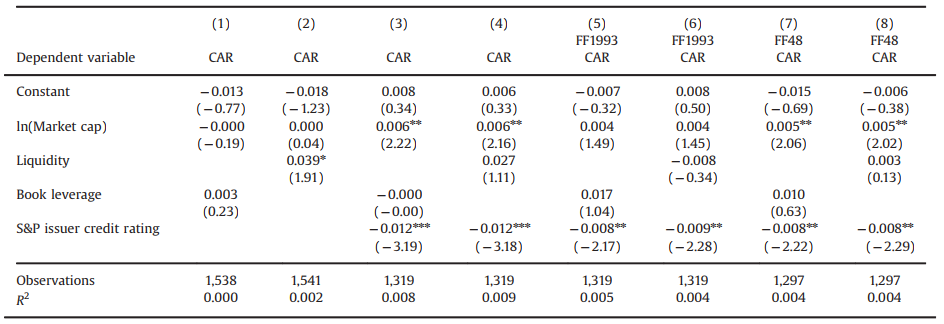 (1) (2) (3) (4) (5) (6) (7) (8)
FF1993 FF1993 FF48 FF48
Dependent variable CAR CAR CAR CAR CAR CAR CAR CAR
Constant −0.013 −0.018 0.008 0.006 −0.007 0.008 −0.015 −0.006
(−0.77) (−1.23) (0.34) (0.33) (−0.32) (0.50) (−0.69) (−0.38)
ln(Market cap) −0.000 0.000 0.006** 0.006** 0.004 0.004 0.005** 0.005**
(−0.19) (0.04) (2.22) (2.16) (1.49) (1.45) (2.06) (2.02)
Liquidity 0.039* 0.027 −0.008 0.003
(1.91) (1.11) (−0.34) (0.13)
Book leverage 0.003 −0.000 0.017 0.010
(0.23) (−0.00) (1.04) (0.63)
S&P issuer credit rating −0.012*** −0.012*** −0.008** −0.009** −0.008** −0.008**
(−3.19) (−3.18) (−2.17) (−2.28) (−2.22) (−2.29)
Observations 1,538 1,541 1,319 1,319 1,319 1,319 1,297 1,297
R² 0.000 0.002 0.008 0.009 0.005 0.004 0.004 0.004